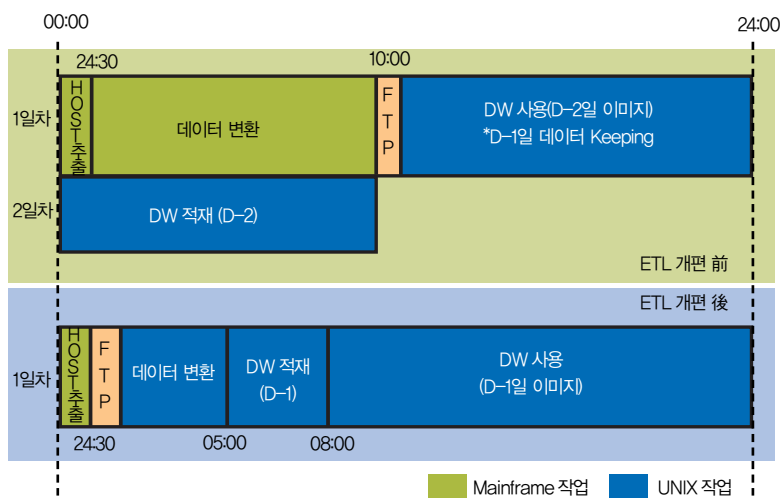 00:00
24:00
24:30
10:00
1일차
HOST추출
데이터 변환
FTP
DW 사용(D-2일 이미지)
*D-1일 데이터 Keeping
2일차
DW 적재 (D-2)
ETL 개편 前
ETL 개편 後
1일차
HOST추출
FTP
데이터 변환
DW 적재
(D-1)
DW 사용
(D-1일 이미지)
24:30
05:00
08:00
Mainframe 작업
UNIX 작업